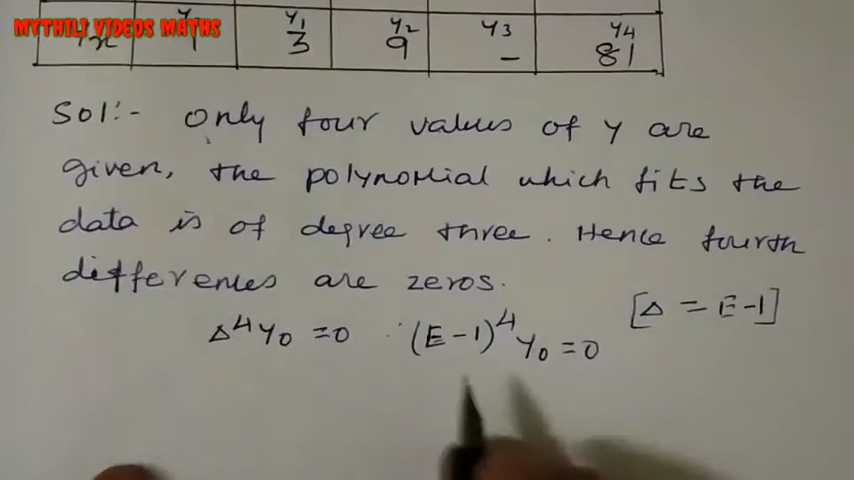 MYTHILI VIDEOS MATHS
y y₁ y₂ y₃ y₄
1 3 9 - 81
Sol:- Only four values of y are
given, the polynomial which fits the
data is of degree three. Hence fourth
differences are zeros.
Δ⁴y₀ = 0 ∴ (E-1)⁴ y₀ = 0 [Δ = E-1]